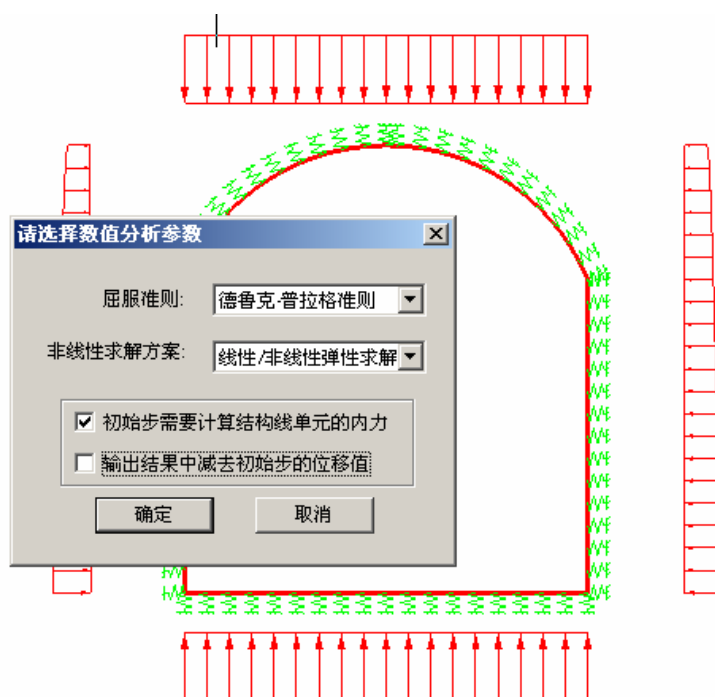 请选择数值分析参数
屈服准则: 德鲁克-普拉格准则
非线性求解方案: 线性/非线性弹性求解
初始步需要计算结构线单元的内力
输出结果中减去初始步的位移值
确定 取消